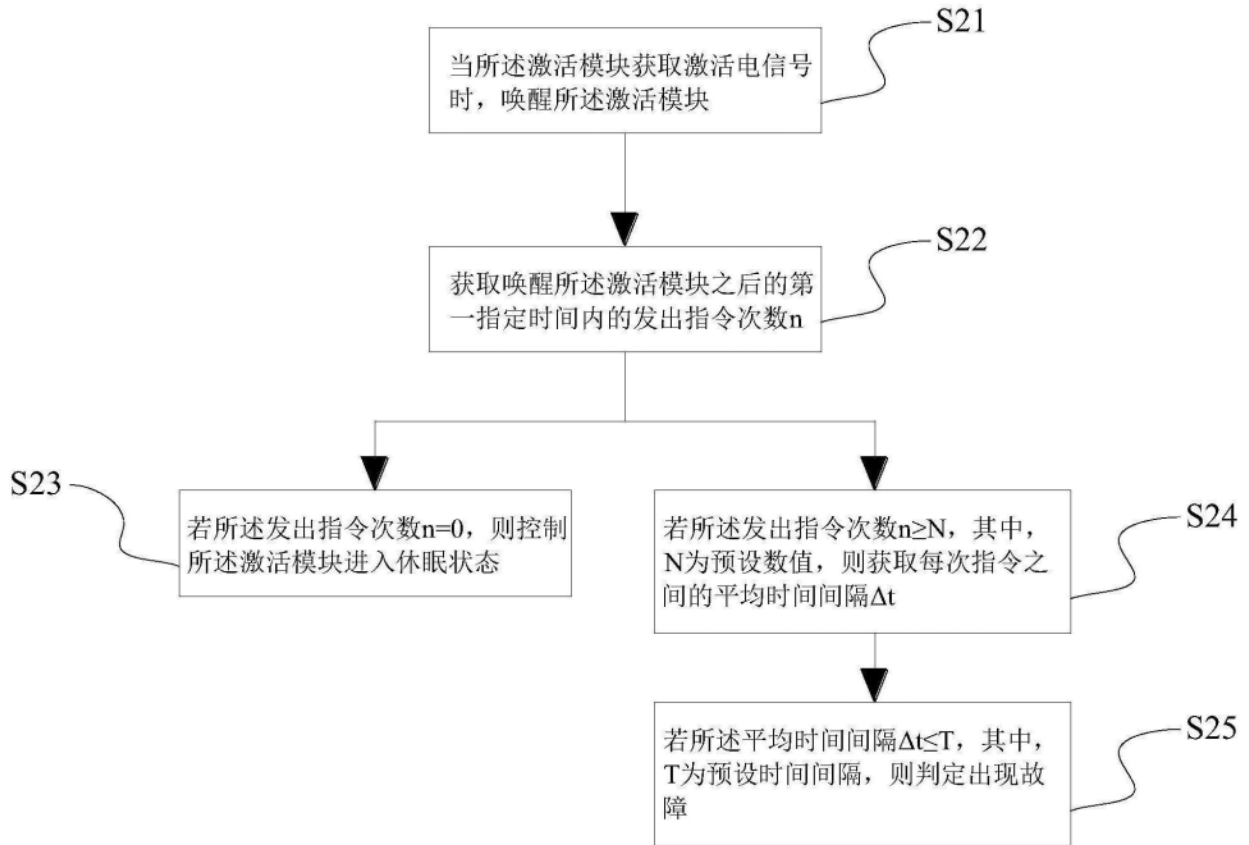 S21
当所述激活模块获取激活电信号
时，唤醒所述激活模块
S22
获取唤醒所述激活模块之后的第
一指定时间内的发出指令次数n
S23
若所述发出指令次数n=0，则控制
所述激活模块进入休眠状态
S24
若所述发出指令次数n≥N，其中，
N为预设数值，则获取每次指令之
间的平均时间间隔Δt
S25
若所述平均时间间隔Δt≤T，其中，
T为预设时间间隔，则判定出现故
障